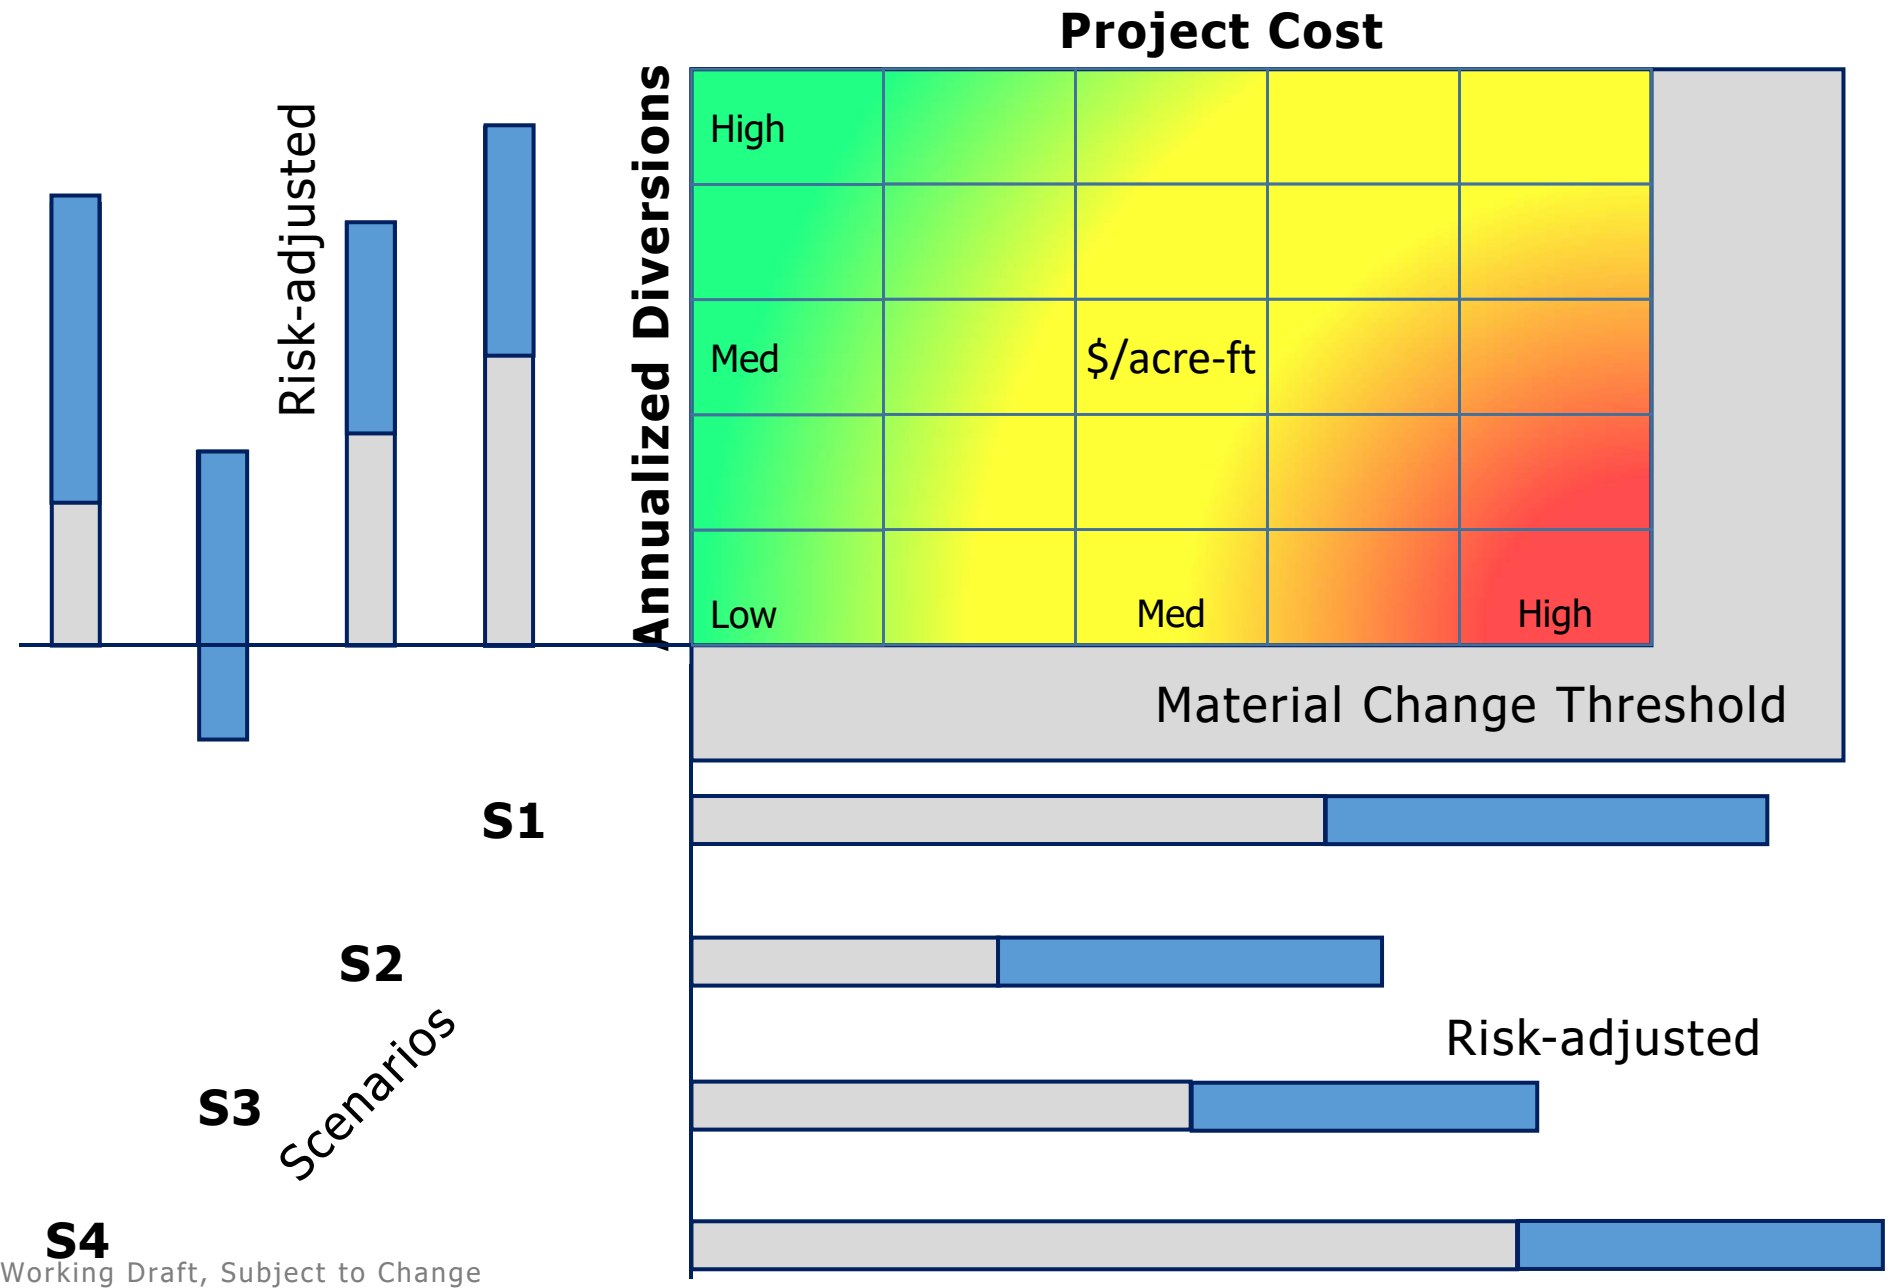 Project Cost
Annualized Diversions
Risk-adjusted
High
Med
$/acre-ft
Low
Med
High
Material Change Threshold
S1
S2
Scenarios
Risk-adjusted
S3
S4
Working Draft, Subject to Change